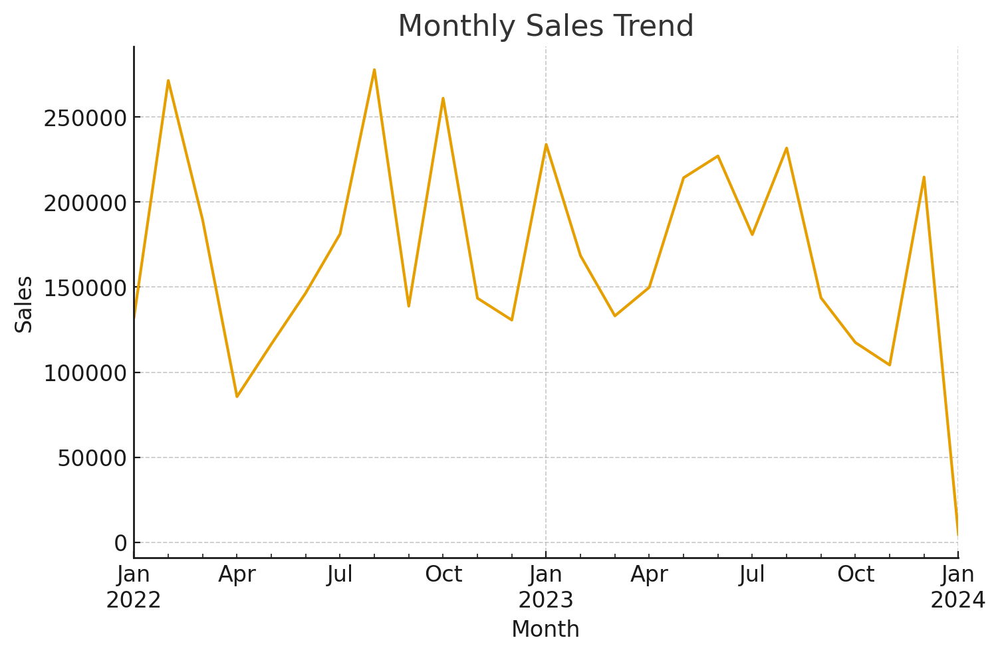 Monthly Sales Trend
250000
200000
150000
100000
50000
0
Sales
Jan Apr Jul Oct Jan Apr Jul Oct Jan
2022 2023 2024
Month